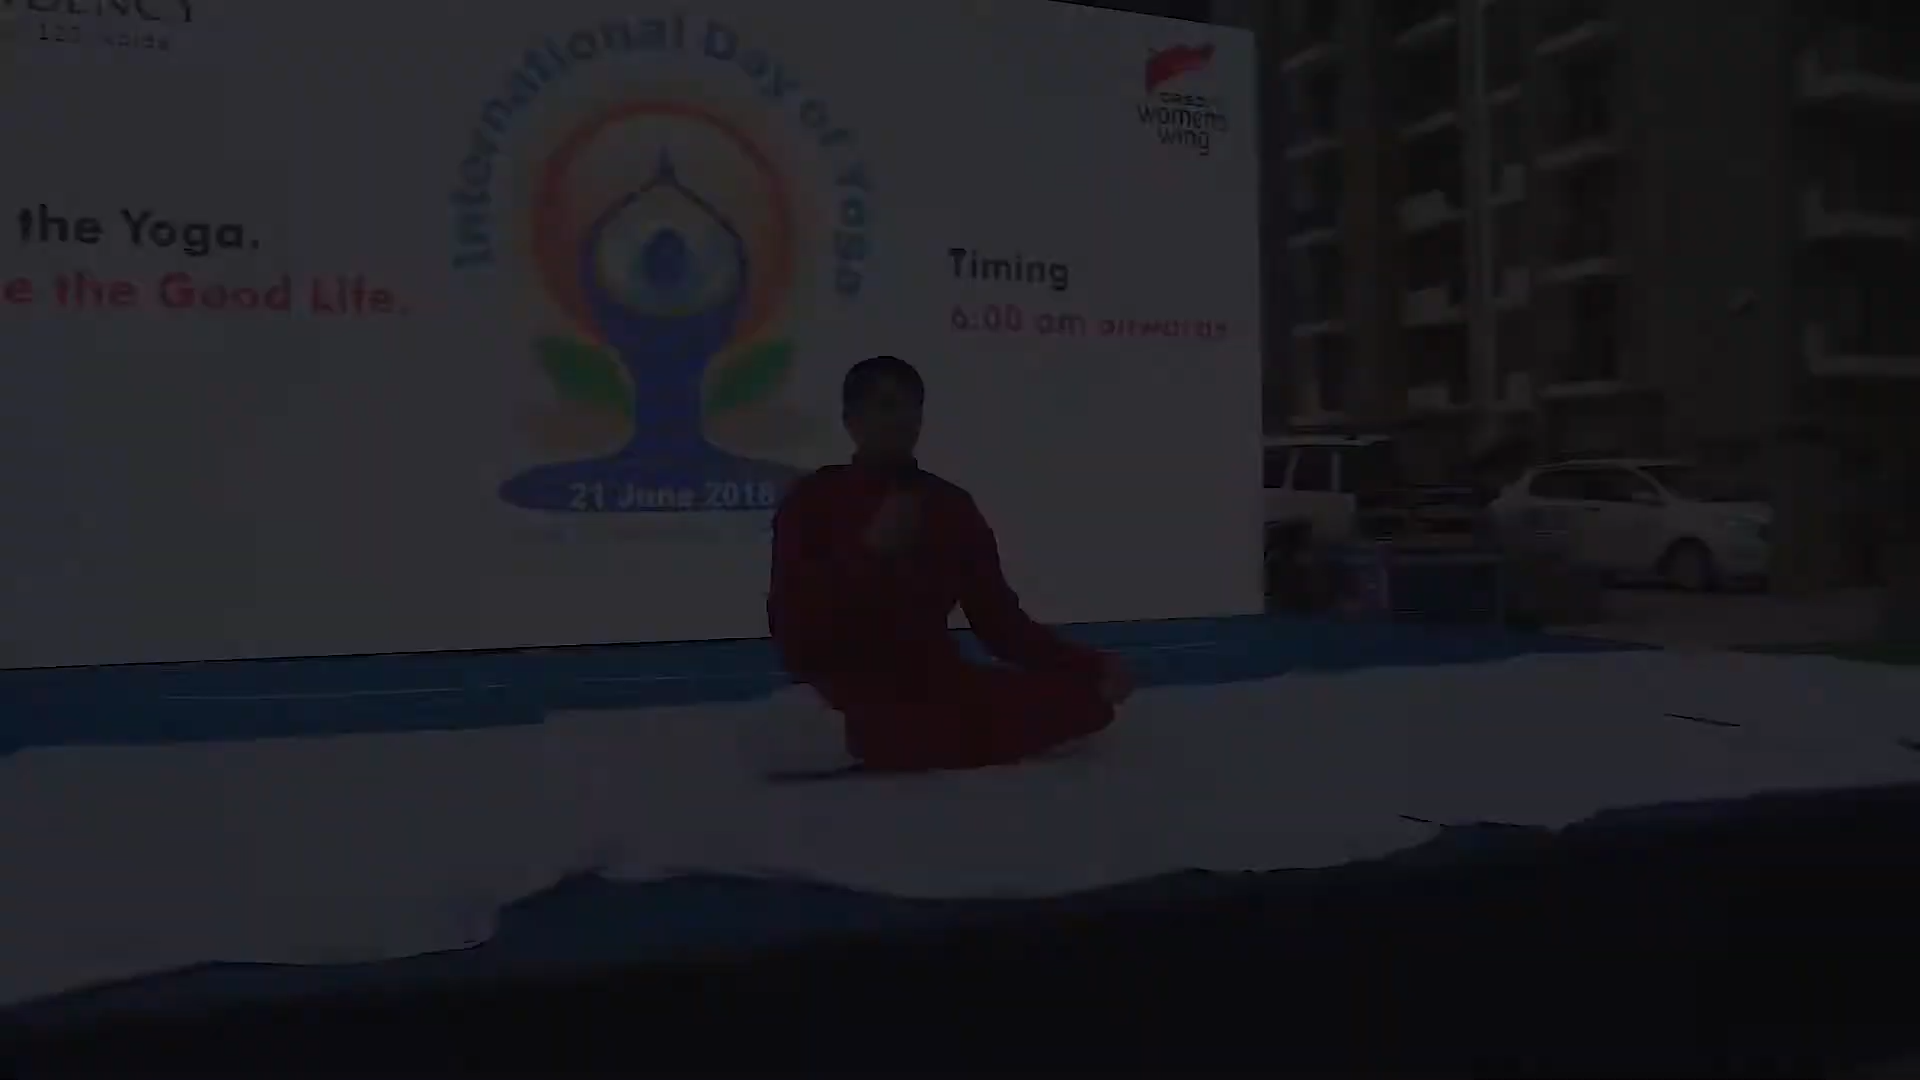 the Yoga.
e the Good Life.
International Day of Yoga
21 June 2018
women's
wing
Timing
6:00 am onwards